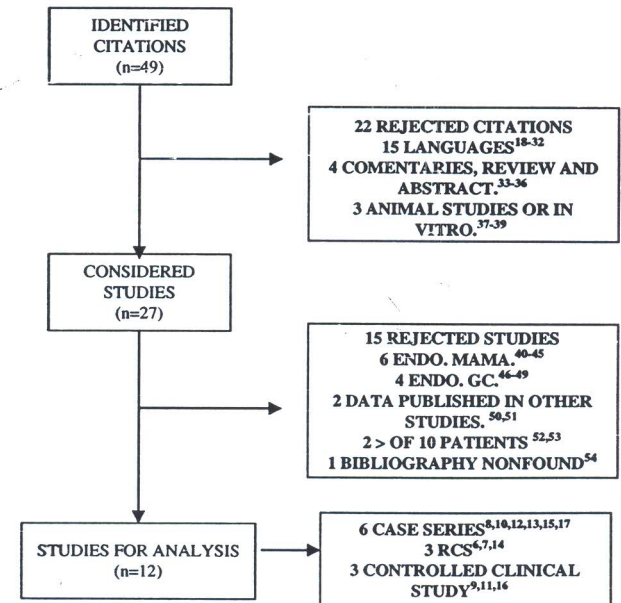 IDENTIFIED
CITATIONS
(n=49)
22 REJECTED CITATIONS
15 LANGUAGES18-32
4 COMENTARIES, REVIEW AND
ABSTRACT.33-36
3 ANIMAL STUDIES OR IN
VITRO.37-39
CONSIDERED
STUDIES
(n=27)
15 REJECTED STUDIES
6 ENDO. MAMA.40-45
4 ENDO. GC.46-49
2 DATA PUBLISHED IN OTHER
STUDIES. 50,51
2 > OF 10 PATIENTS 52,53
1 BIBLIOGRAPHY NONFOUND54
STUDIES FOR ANALYSIS
(n=12)
6 CASE SERIES8,10,12,13,15,17
3 RCS6,7,14
3 CONTROLLED CLINICAL
STUDY9,11,16